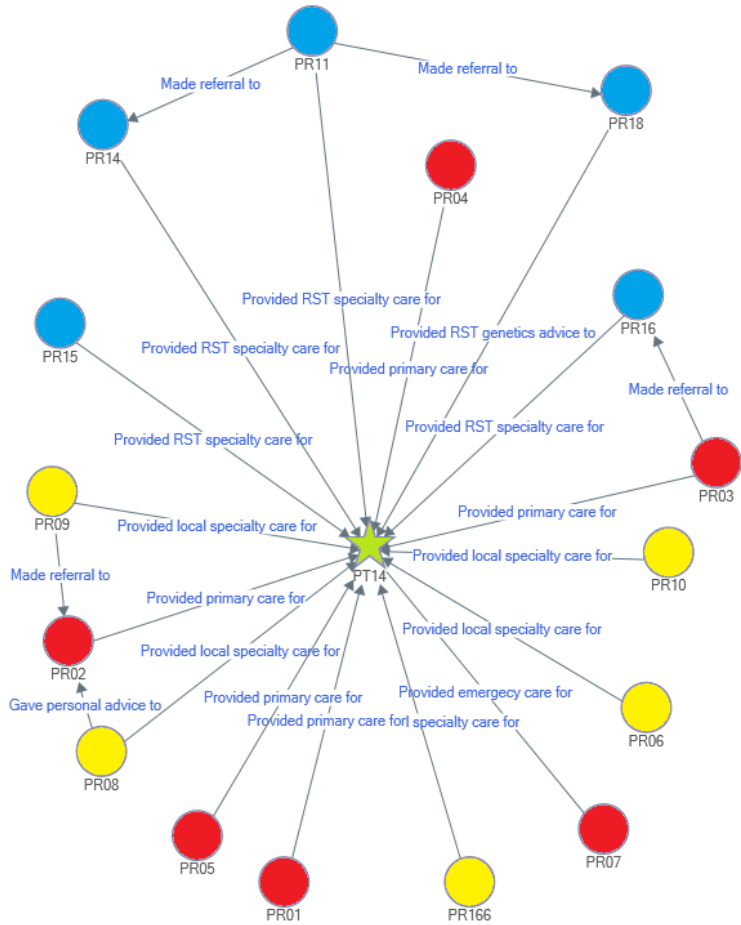 PR11
Made referral to
Made referral to
PR14
PR18
PR04
Provided RST specialty care for
PR16
Provided RST genetics advice to
Provided RST specialty care for
PR15
Provided primary care for
Made referral to
Provided RST specialty care for
Provided RST specialty care for
PR03
PR09
Provided primary care for
Provided local specialty care for
Provided local specialty care for
Made referral to
PT14
PR10
Provided primary care for
Provided local specialty care for
Provided local specialty care for
PR02
Provided primary care for
Provided emergecy care for
Gave personal advice to
Provided primary care for
specialty care for
PR06
PR08
PR07
PR05
PR01
PR166